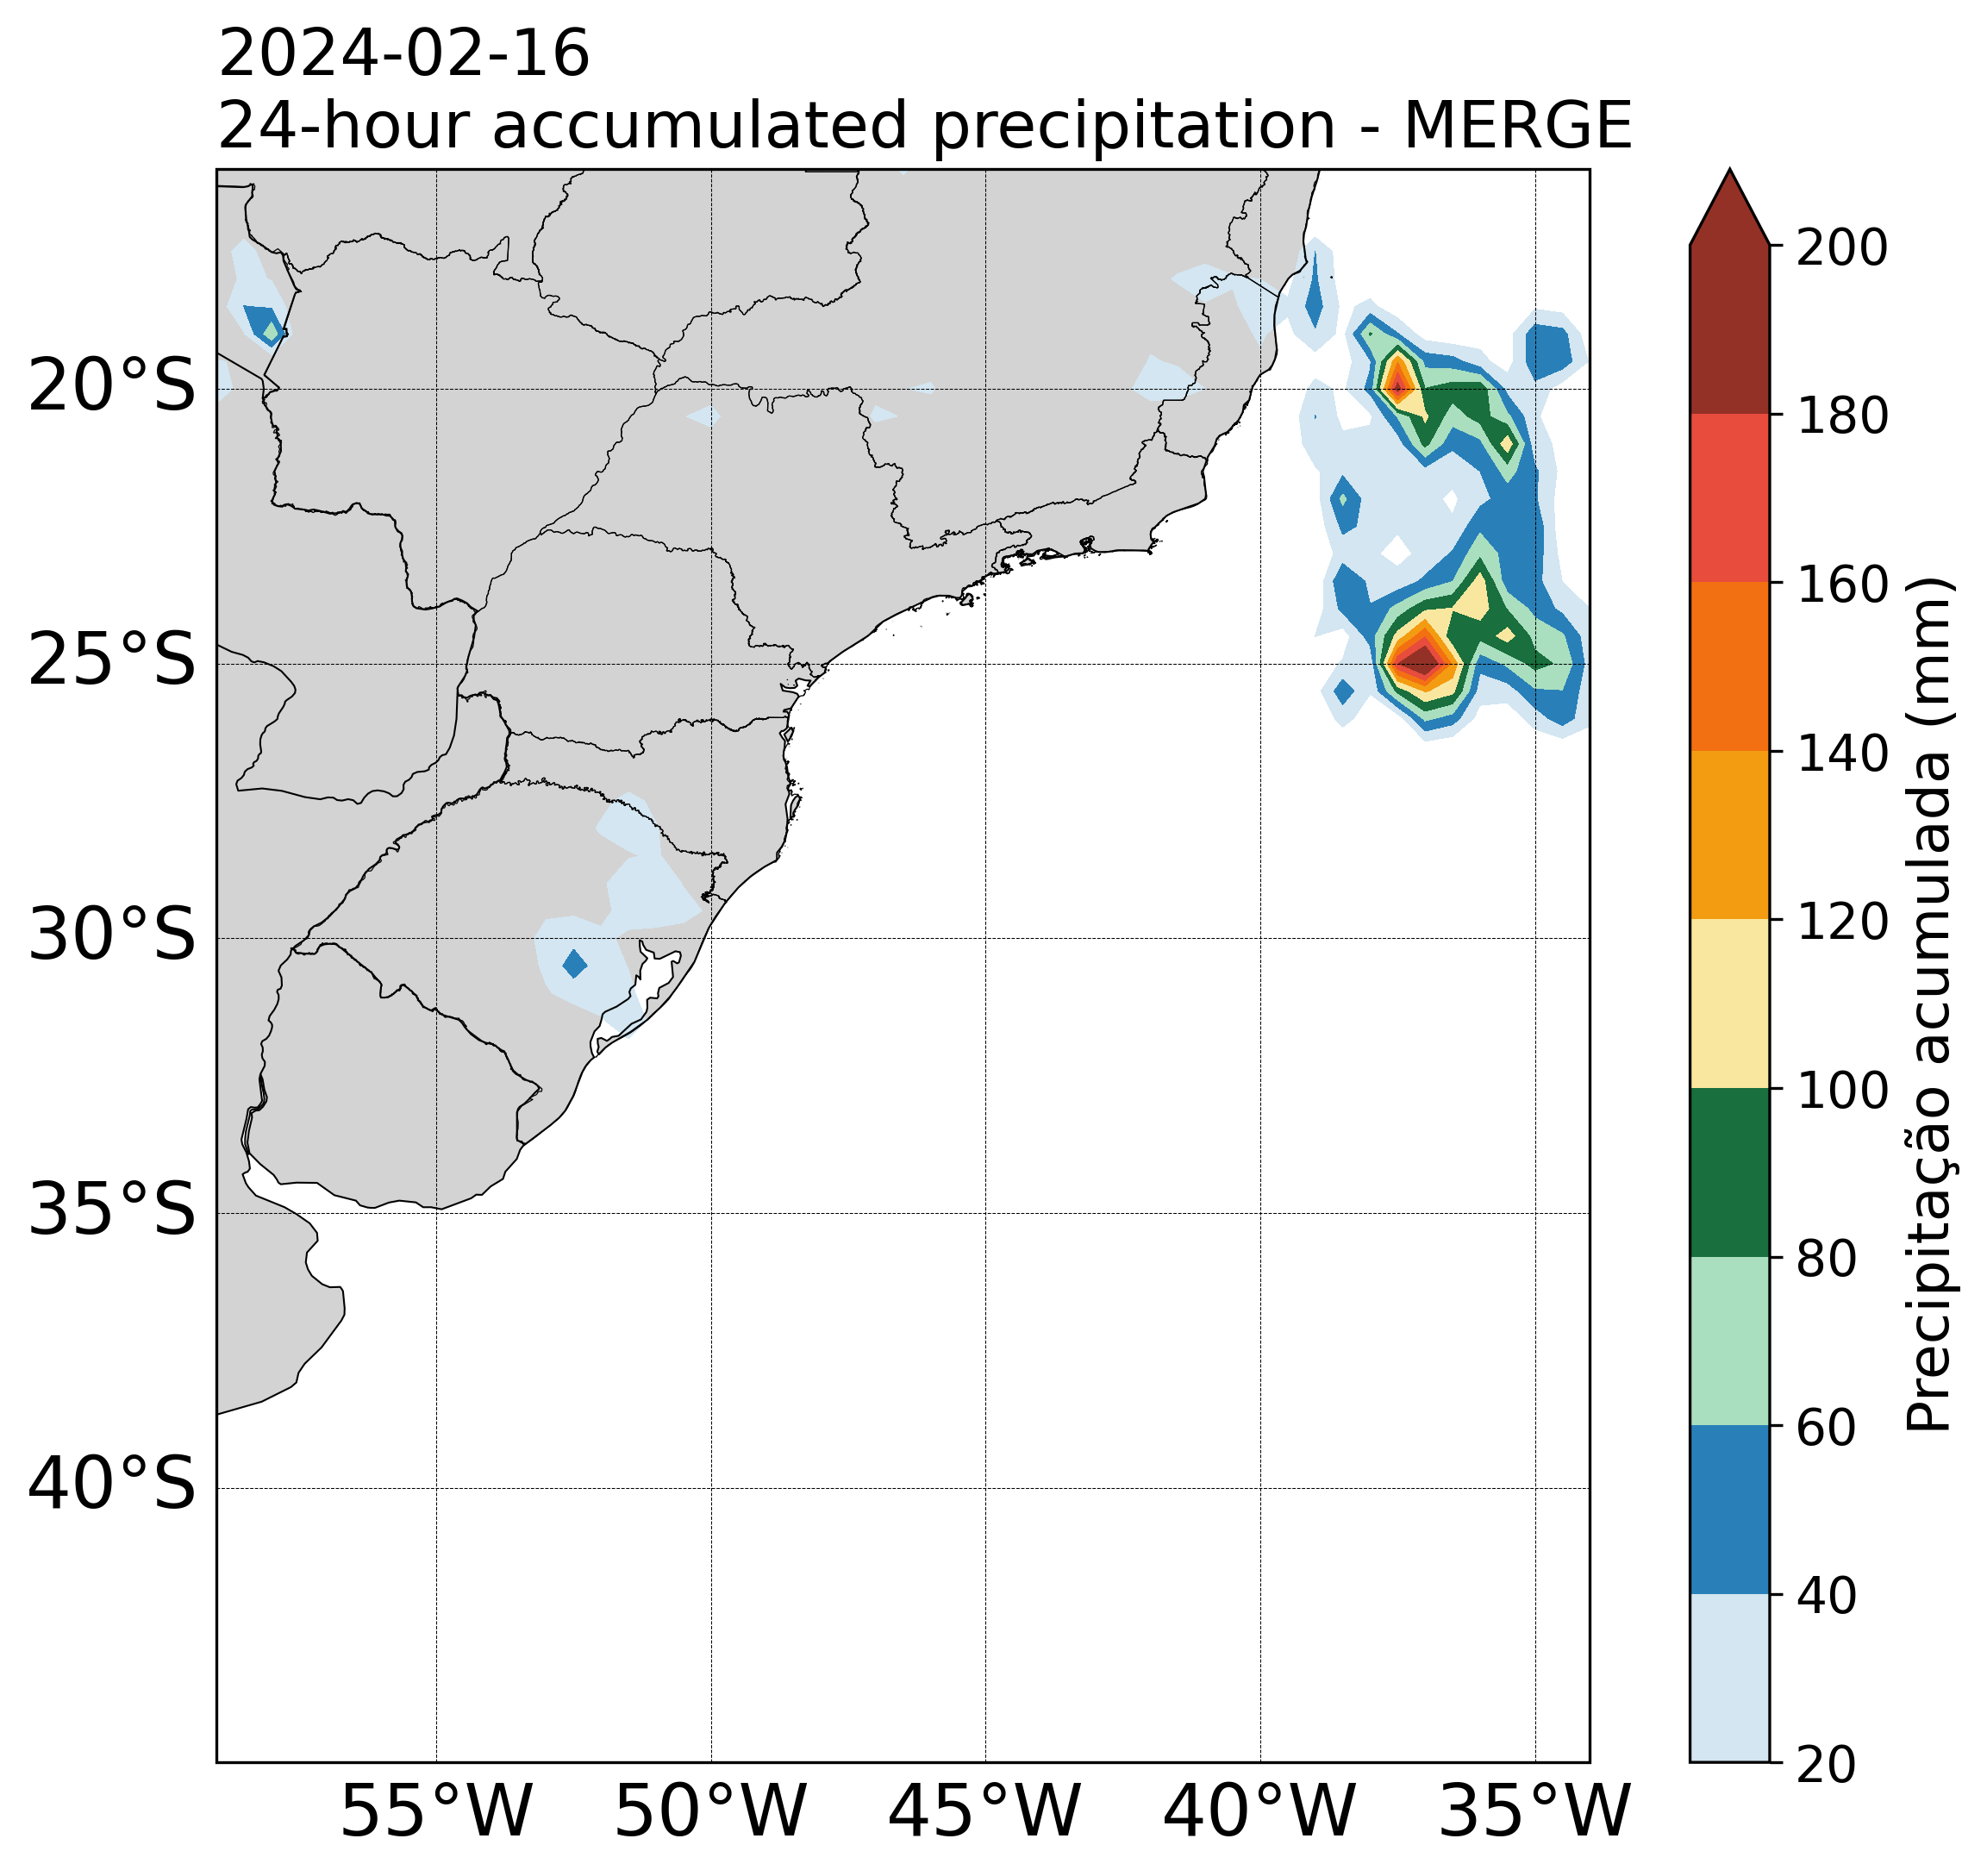 2024-02-16
24-hour accumulated precipitation - MERGE
20°S
25°S
30°S
35°S
40°S
55°W
50°W
45°W
40°W
35°W
200
180
160
140
120
100
80
60
40
20
Precipitação acumulada (mm)